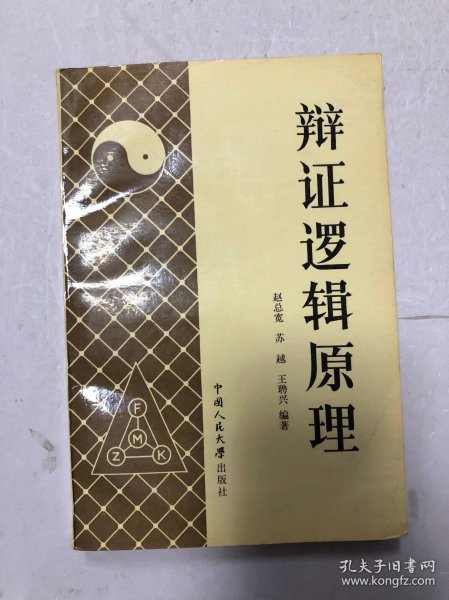 辩证逻辑原理
赵总宽 苏越 王聘兴 编著
中国人民大学出版社
F
M
Z K
孔夫子旧书网
www.kongfz.com